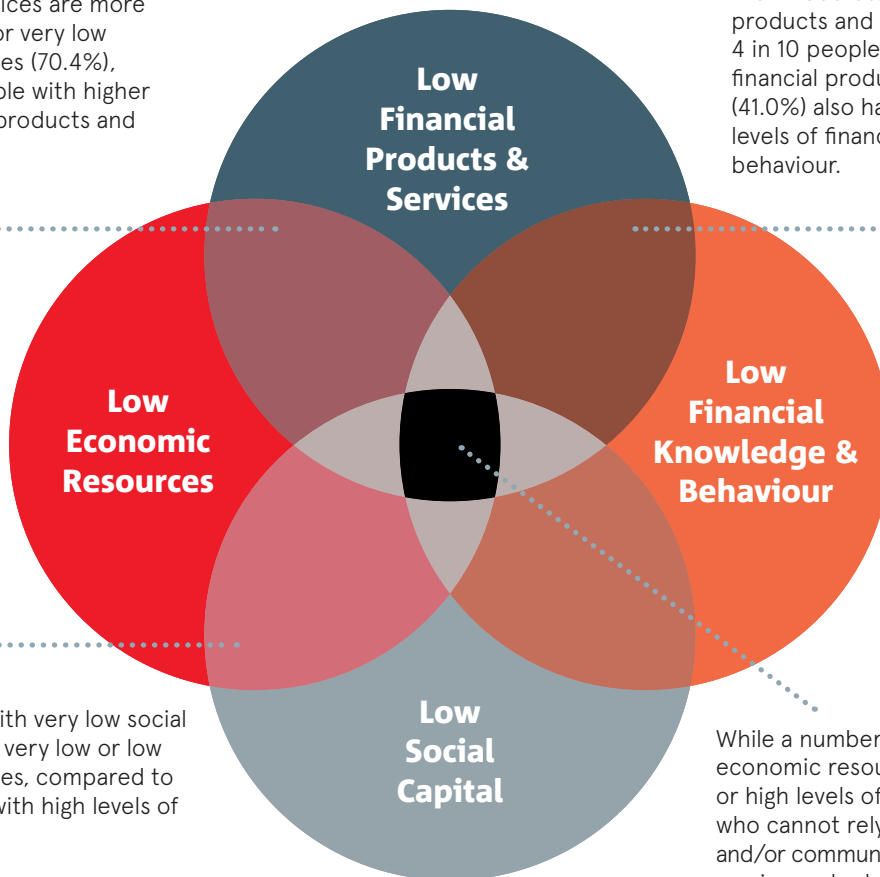 ices are more
or very low
es (70.4%),
ple with higher
products and
products and
4 in 10 people
financial produ
(41.0%) also ha
levels of financ
behaviour.
Low
Financial
Products &
Services
Low
Economic
Resources
Low
Financial
Knowledge &
Behaviour
Low
Social
Capital
ith very low social
very low or low
es, compared to
with high levels of
While a number
economic resou
or high levels of
who cannot rely
and/or commun